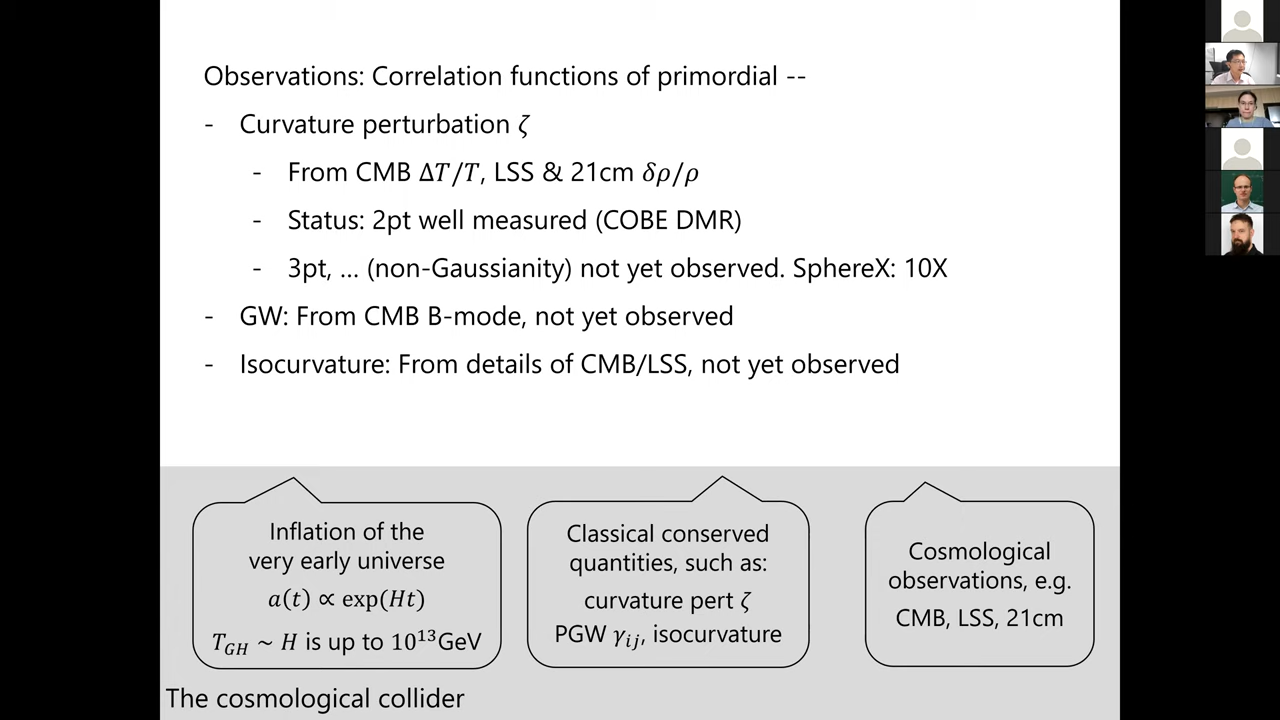 Observations: Correlation functions of primordial --
- Curvature perturbation ζ
- From CMB ΔT/T, LSS & 21cm δρ/ρ
- Status: 2pt well measured (COBE DMR)
- 3pt, … (non-Gaussianity) not yet observed. SphereX: 10X
- GW: From CMB B-mode, not yet observed
- Isocurvature: From details of CMB/LSS, not yet observed
Inflation of the
very early universe
a(t) ∝ exp(Ht)
T_GH ~ H is up to 10^13 GeV
Classical conserved
quantities, such as:
curvature pert ζ
PGW γ_ij, isocurvature
Cosmological
observations, e.g.
CMB, LSS, 21cm
The cosmological collider